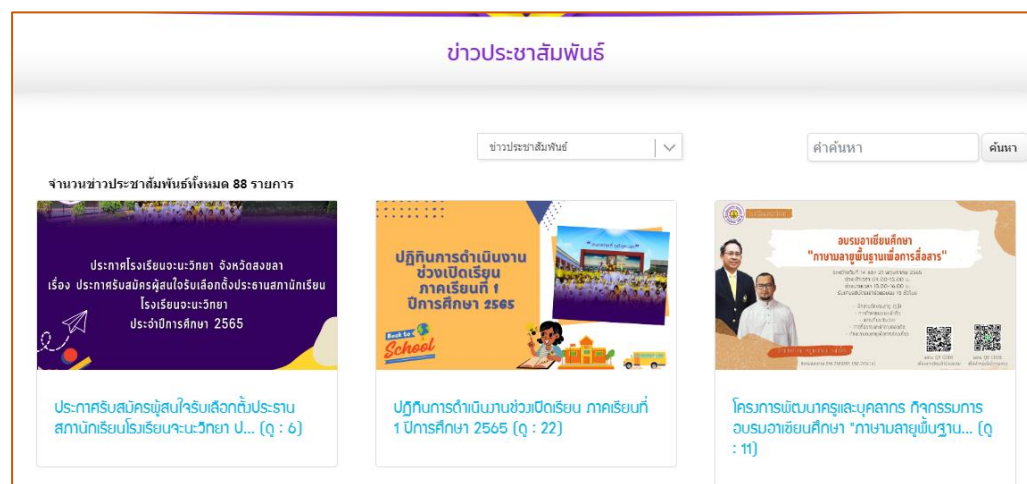 ข่าวประชาสัมพันธ์
ข่าวประชาสัมพันธ์
คำค้นหา
ค้นหา
จำนวนข่าวประชาสัมพันธ์ทั้งหมด 88 รายการ
ประกาศโรงเรียนจะนะวิทยา จังหวัดสงขลา
เรื่อง ประกาศรับสมัครผู้สนใจรับเลือกตั้งประธานสภานักเรียน
โรงเรียนจะนะวิทยา
ประจำปีการศึกษา 2565
ประกาศรับสมัครผู้สนใจรับเลือกตั้งประธาน
สภานักเรียนโรงเรียนจะนะวิทยา ป... (ดู : 6)
ปฏิทินการดำเนินงาน
ช่วงเปิดเรียน
ภาคเรียนที่ 1
ปีการศึกษา 2565
Back to
School
ปฏิทินการดำเนินงานช่วงเปิดเรียน ภาคเรียนที่
1 ปีการศึกษา 2565 (ดู : 22)
อบรมอาเซียนศึกษา
"ภาษามลายูพื้นฐานเพื่อการสื่อสาร"
โครงการพัฒนาครูและบุคลากร กิจกรรมการ
อบรมอาเซียนศึกษา "ภาษามลายูพื้นฐาน... (ดู
: 11)